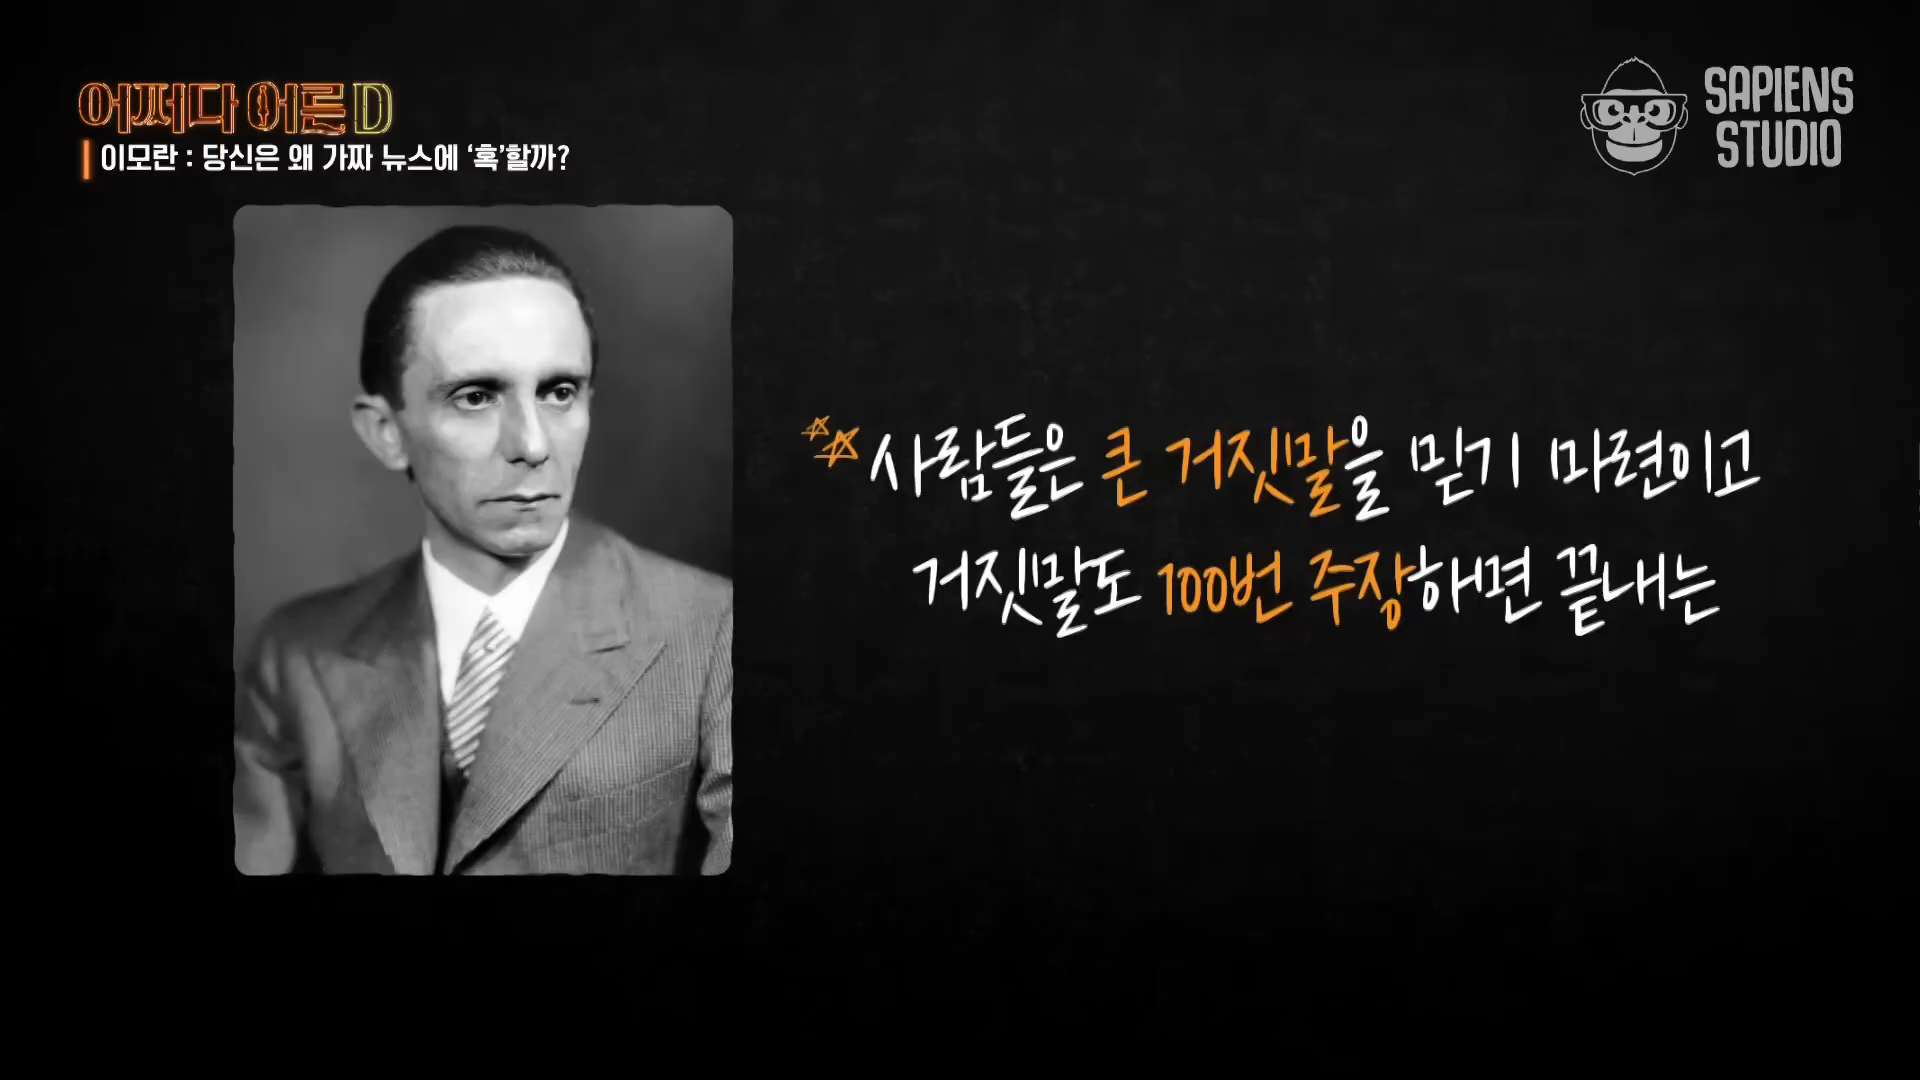 어쩌다 어른 D
이모란 : 당신은 왜 가짜 뉴스에 ‘혹’할까?
SAPIENS
STUDIO
사람들은 큰 거짓말을 믿기 마련이고
거짓말도 100번 주장하면 끝내는